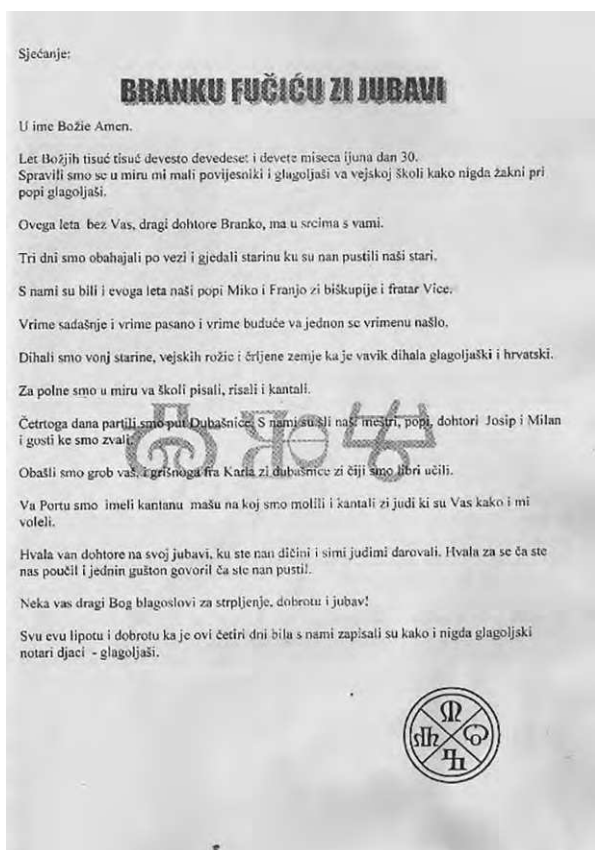 Sjećanje:
BRANKU FUČIĆU ZI JUBAVI
U ime Božie Amen.
Let Božjih tisuć tisuć devesto devedeset i devete miseca ijuna dan 30.
Spravili smo se u miru mi mali povijesniki i glagoljaši va vejskoj školi kako nigda žakni pri
popi glagoljaši.
Ovega leta bez Vas, dragi dohtore Branko, ma u srcima s vami.
Tri dni smo obahajali po vezi i gjedali starinu ku su nan pustili naši stari.
S nami su bili i evoga leta naši popi Miko i Franjo zi biškupije i fratar Vice.
Vrime sadašnje i vrime pasano i vrime buduće va jednon se vrimenu našlo.
Dihali smo vonj starine, vejskih rožic i črljene zemje ka je vavik dihala glagoljaški i hrvatski.
Za polne smo u miru va školi pisali, risali i kantali.
Četrtoga dana partili smo put Dubašnice. S nami su šli naši meštri, popi, dohtori Josip i Milan
i gosti ke smo zvali.
Obašli smo grob vaš, i grišnoga fra Karla zi dubašnice zi čiji smo libri učili.
Va Portu smo imeli kantanu mašu na koj smo molili i kantali zi judi ki su Vas kako i mi
voleli.
Hvala van dohtore na svoj jubavi, ku ste nan dičini i simi judimi darovali. Hvala za se ča ste
nas poučil i jednin gušton govoril ča ste nan pustil.
Neka vas dragi Bog blagoslovi za strpljenje, dobrotu i jubav!
Svu evu lipotu i dobrotu ka je ovi četiri dni bila s nami zapisali su kako i nigda glagoljski
notari djaci - glagoljaši.